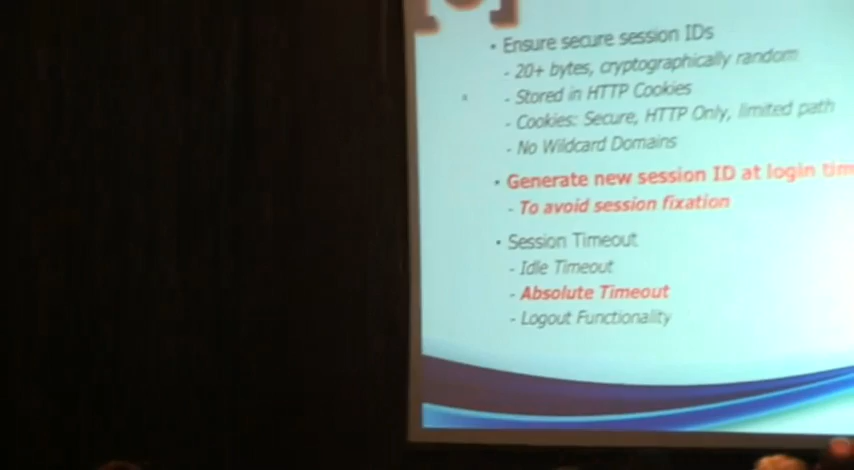 • Ensure secure session IDs
- 20+ bytes, cryptographically random
- Stored in HTTP Cookies
- Cookies: Secure, HTTP Only, limited path
- No Wildcard Domains
• Generate new session ID at login tim
- To avoid session fixation
• Session Timeout
- Idle Timeout
- Absolute Timeout
- Logout Functionality